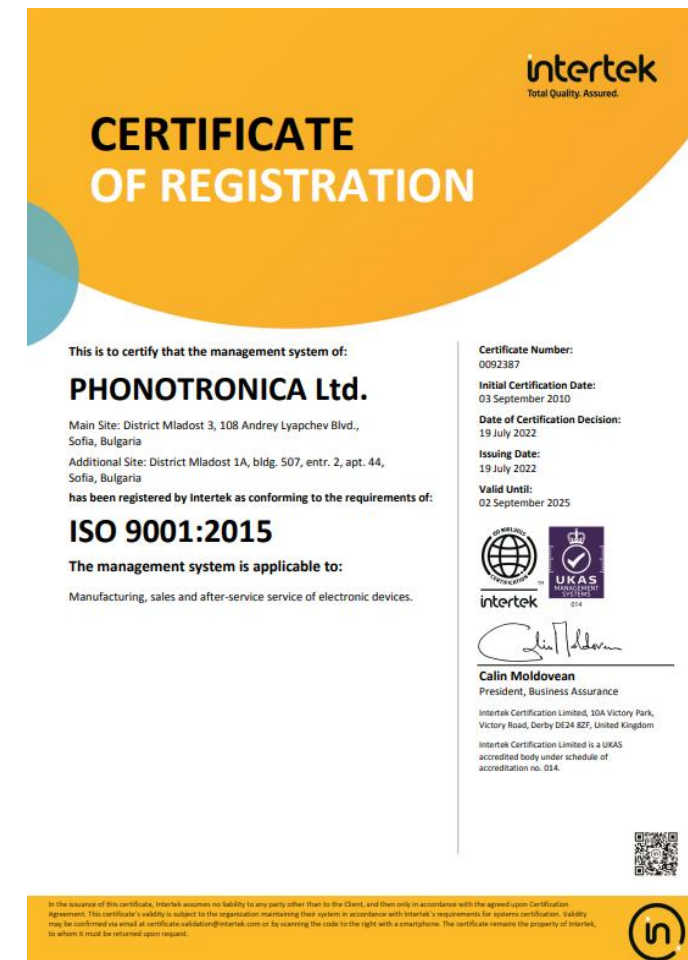 intertek
Total Quality. Assured.
CERTIFICATE
OF REGISTRATION
This is to certify that the management system of:
PHONOTRONICA Ltd.
Main Site: District Mladost 3, 108 Andrey Lyapchev Blvd.,
Sofia, Bulgaria
Additional Site: District Mladost 1A, bldg. 507, entr. 2, apt. 44,
Sofia, Bulgaria
has been registered by Intertek as conforming to the requirements of:
ISO 9001:2015
The management system is applicable to:
Manufacturing, sales and after-service service of electronic devices.
Certificate Number:
0092387
Initial Certification Date:
03 September 2010
Date of Certification Decision:
19 July 2022
Issuing Date:
19 July 2022
Valid Until:
02 September 2025
ISO 9001:2015
CERTIFICATION
TM
intertek
UKAS
MANAGEMENT
SYSTEMS
014
Calin Moldovean
Calin Moldovean
President, Business Assurance
Intertek Certification Limited, 10A Victory Park,
Victory Road, Derby DE24 8ZF, United Kingdom
Intertek Certification Limited is a UKAS
accredited body under schedule of
accreditation no. 014.
In the issuance of this certificate, Intertek assumes no liability to any party other than to the Client, and then only in accordance with the agreed upon Certification
Agreement. This certificate's validity is subject to the organization maintaining their system in accordance with Intertek's requirements for systems certification. Validity
may be confirmed via email at certificate.validation@intertek.com or by scanning the code to the right with a smartphone. The certificate remains the property of Intertek,
to whom it must be returned upon request.
in